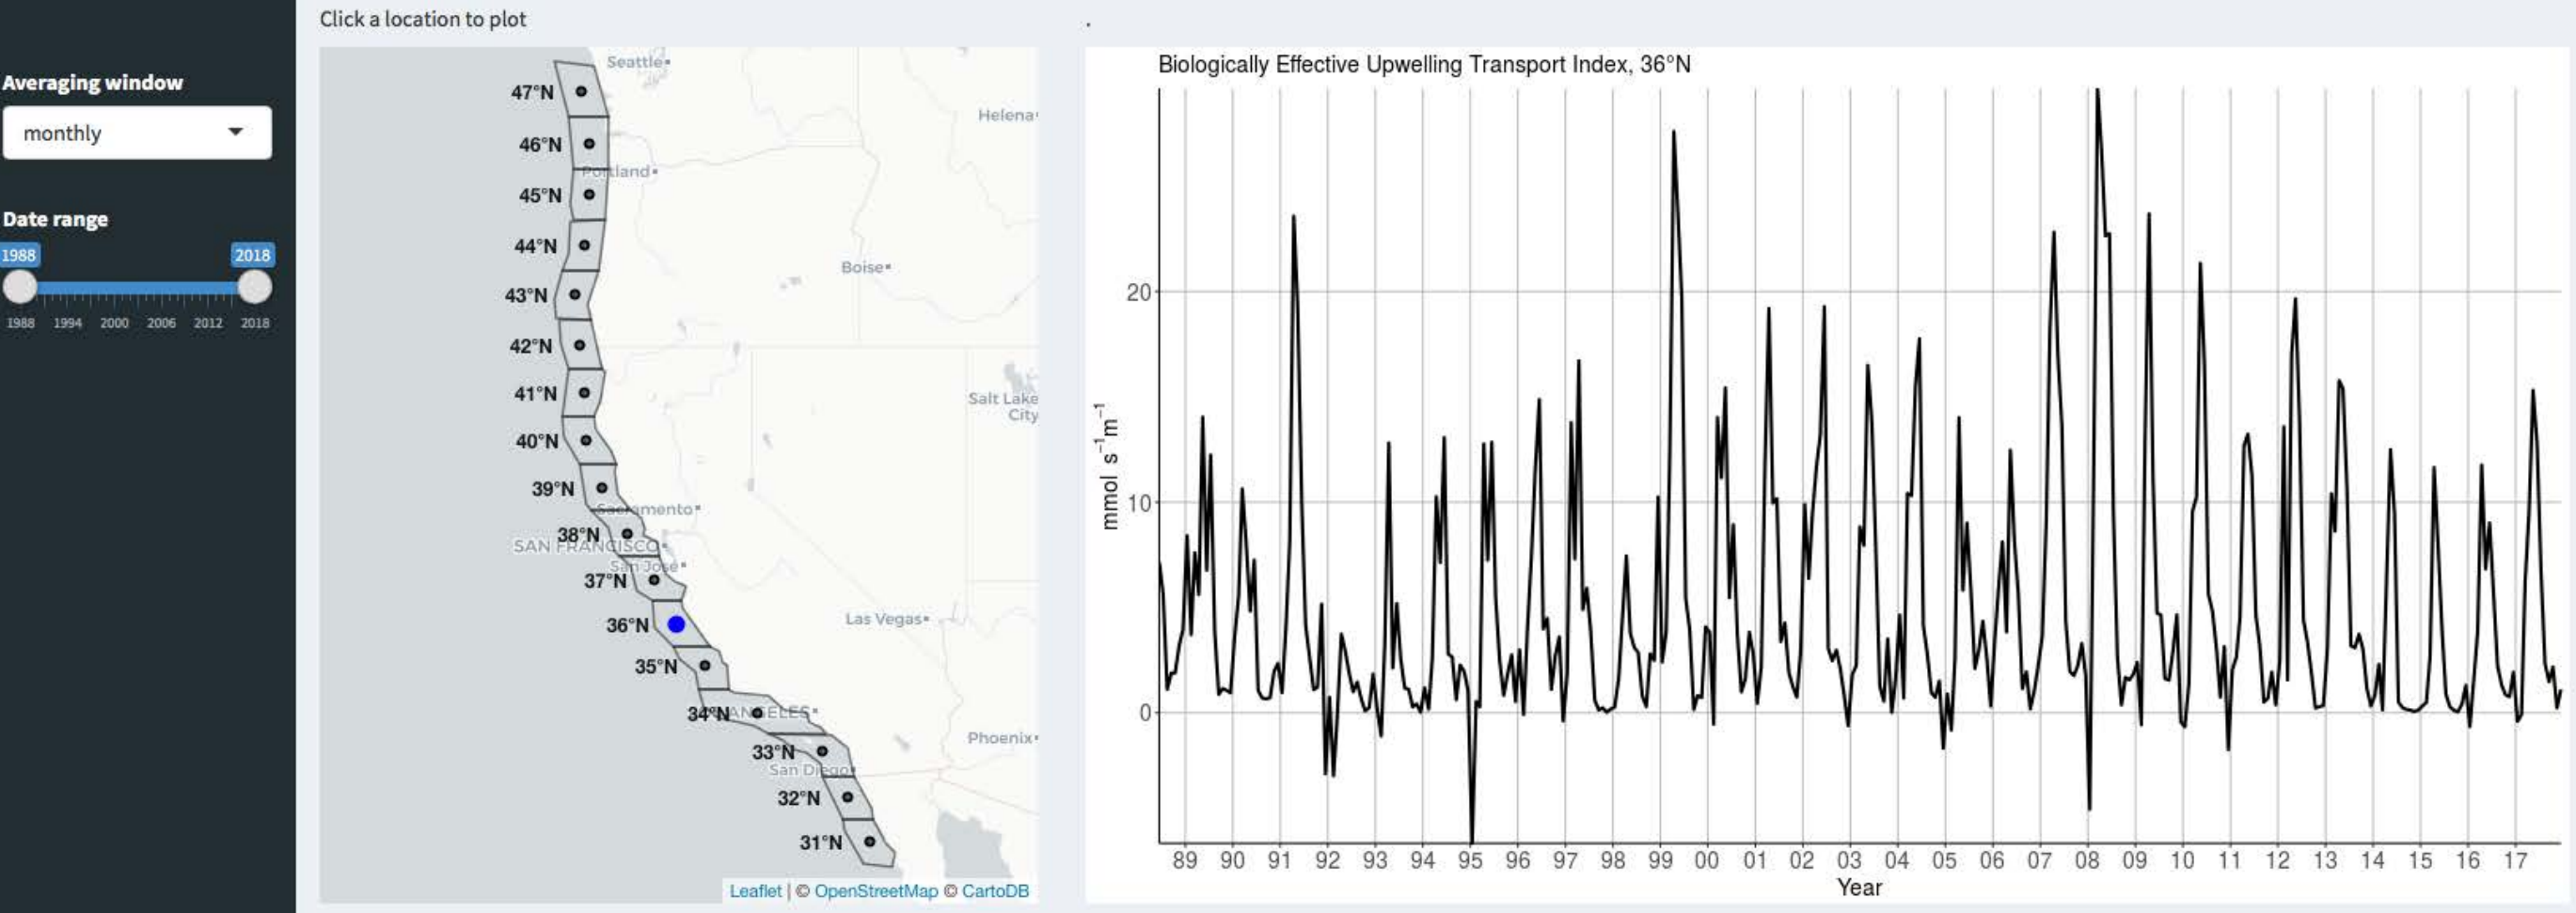 Click a location to plot
.
Averaging window
monthly
Date range
1988 2018
1988 1994 2000 2006 2012 2018
Seattle
47°N
Helena
46°N
Portland
45°N
44°N
Boise
43°N
42°N
41°N
Salt Lake
City
40°N
39°N
Sacramento
38°N
SAN FRANCISCO
San Jose
37°N
Las Vegas
36°N
35°N
34°N
ANGELES
Phoenix
33°N
San Diego
32°N
31°N
Leaflet | © OpenStreetMap © CartoDB
Biologically Effective Upwelling Transport Index, 36°N
20
10
0
mmol s⁻¹m⁻¹
89 90 91 92 93 94 95 96 97 98 99 00 01 02 03 04 05 06 07 08 09 10 11 12 13 14 15 16 17
Year